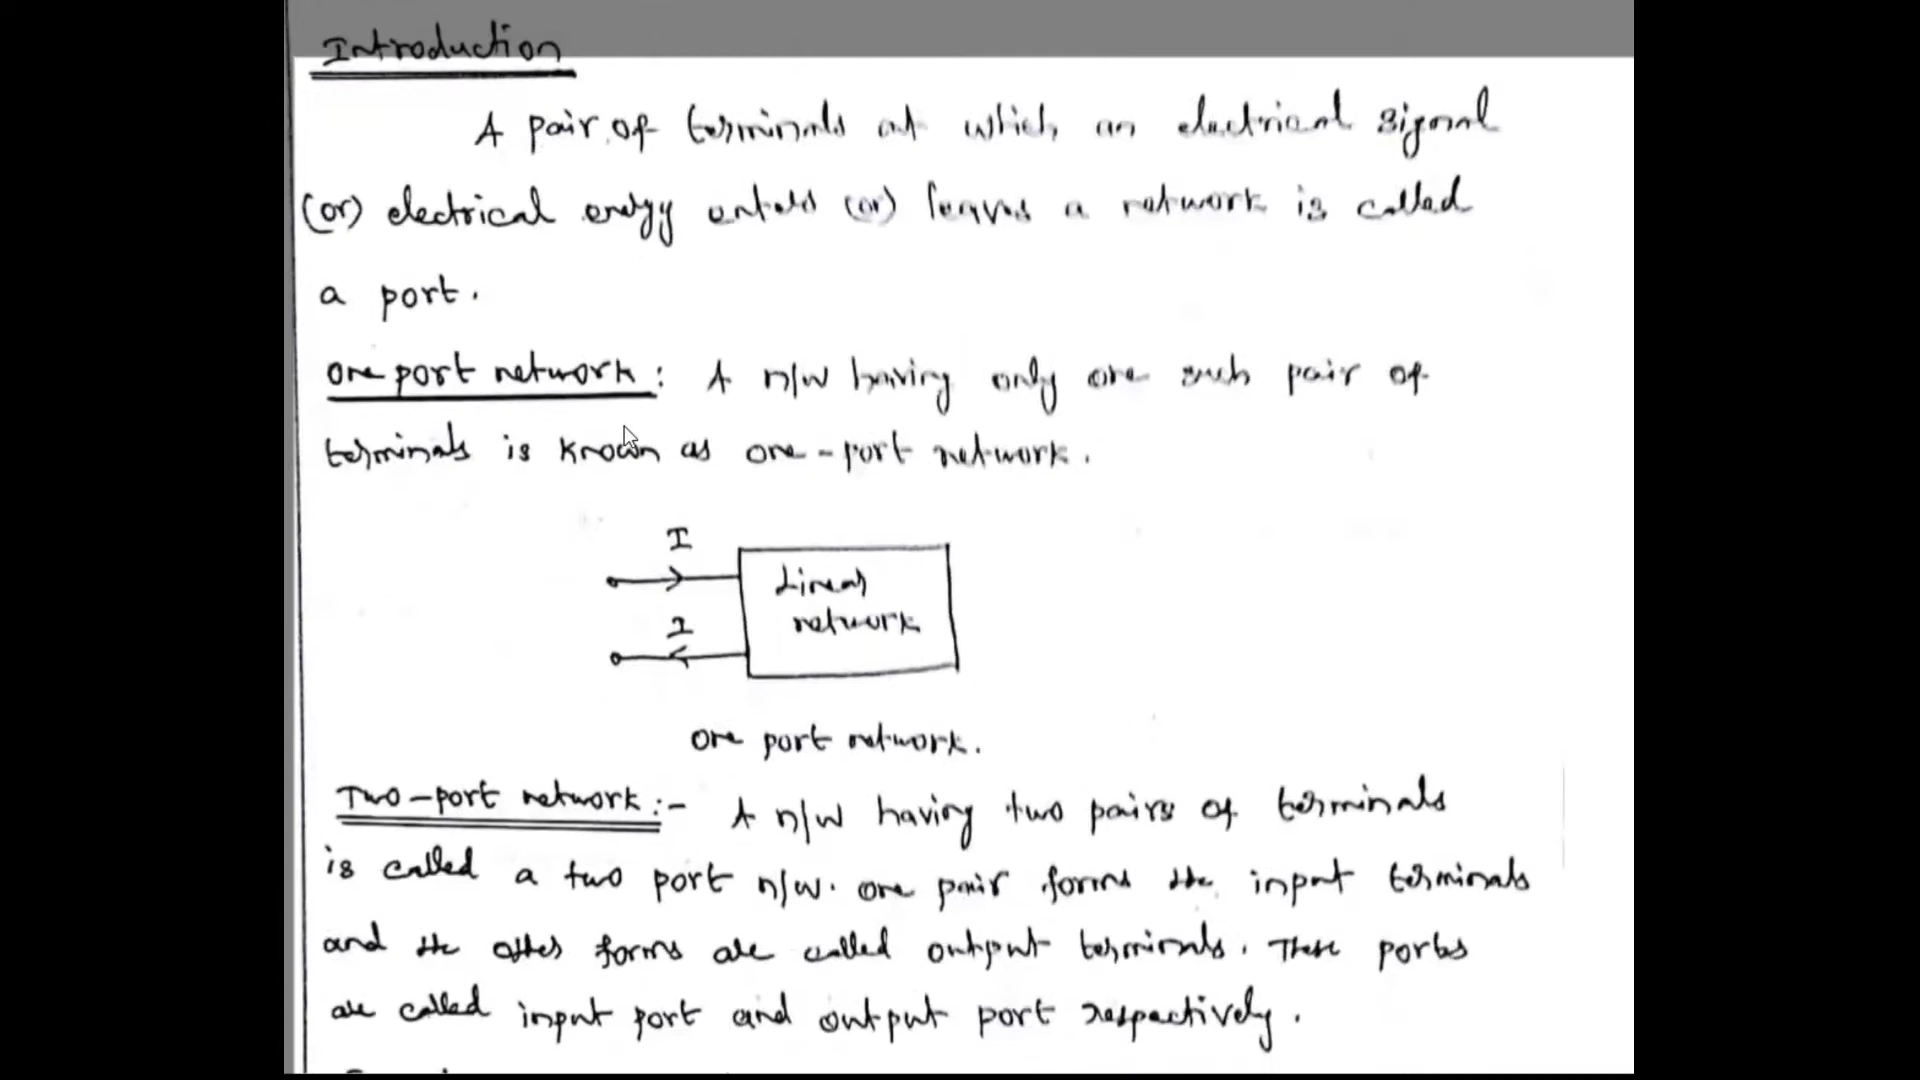 Introduction
A pair of terminals at which an electrical signal
(or) electrical energy enters (or) leaves a network is called
a port.
One port network: A n/w having only one such pair of
terminals is known as one-port network.
I
Linear
I
network
one port network.
Two-port network:- A n/w having two pairs of terminals
is called a two port n/w. one pair forms the input terminals
and the other forms are called output terminals. These ports
are called input port and output port respectively.